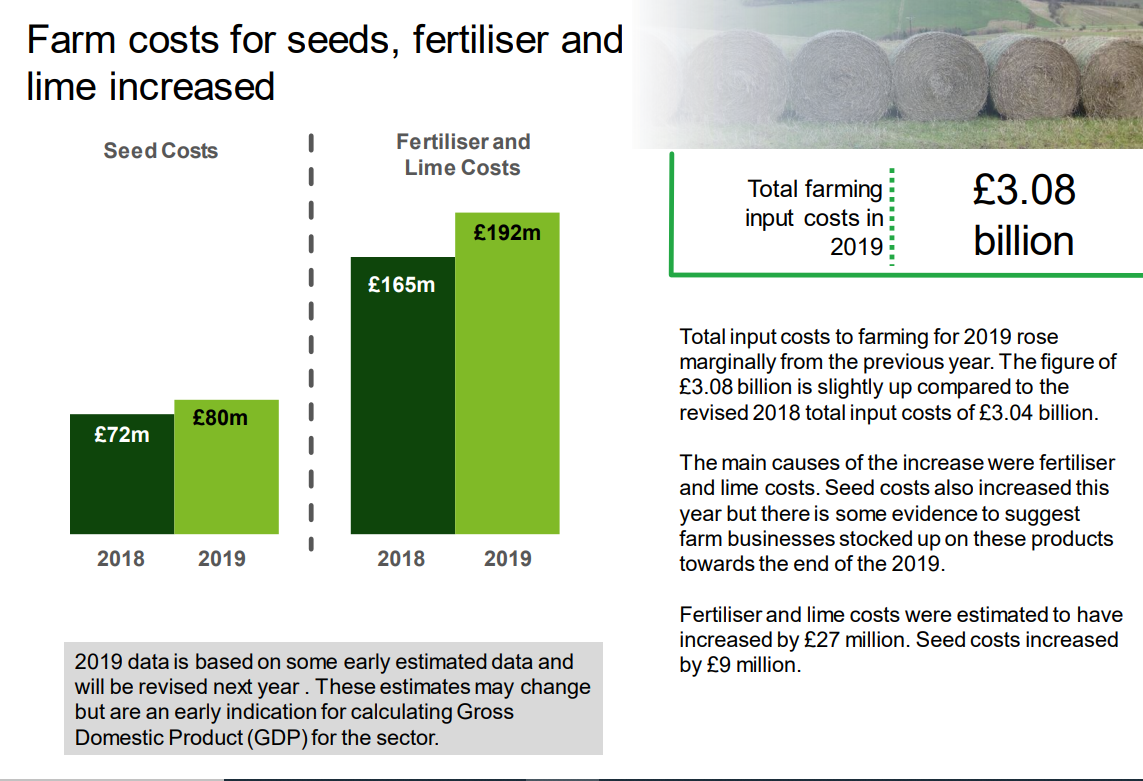 Farm costs for seeds, fertiliser and
lime increased
Seed Costs
Fertiliser and
Lime Costs
£72m
£80m
2018
2019
£165m
£192m
2018
2019
2019 data is based on some early estimated data and
will be revised next year . These estimates may change
but are an early indication for calculating Gross
Domestic Product (GDP) for the sector.
Total farming
input costs in
2019
£3.08
billion
Total input costs to farming for 2019 rose
marginally from the previous year. The figure of
£3.08 billion is slightly up compared to the
revised 2018 total input costs of £3.04 billion.
The main causes of the increase were fertiliser
and lime costs. Seed costs also increased this
year but there is some evidence to suggest
farm businesses stocked up on these products
towards the end of the 2019.
Fertiliser and lime costs were estimated to have
increased by £27 million. Seed costs increased
by £9 million.